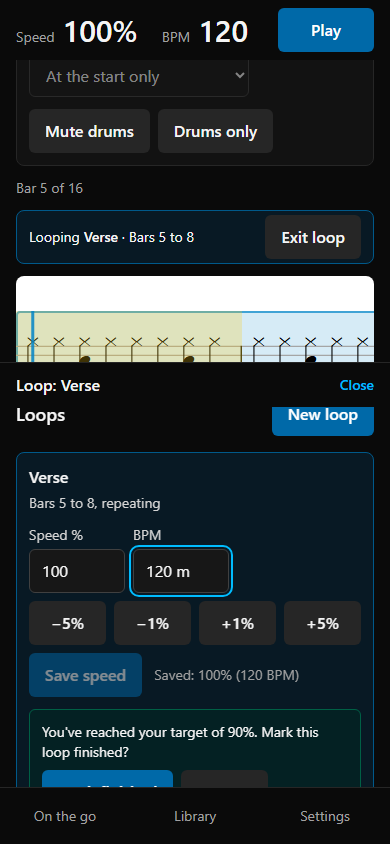 Speed 100% BPM 120 Play
At the start only
Mute drums Drums only
Bar 5 of 16
Looping Verse · Bars 5 to 8 Exit loop
Loop: Verse Close
Loops New loop
Verse
Bars 5 to 8, repeating
Speed % BPM
100 120 m
−5% −1% +1% +5%
Save speed Saved: 100% (120 BPM)
You've reached your target of 90%. Mark this
loop finished?
On the go Library Settings